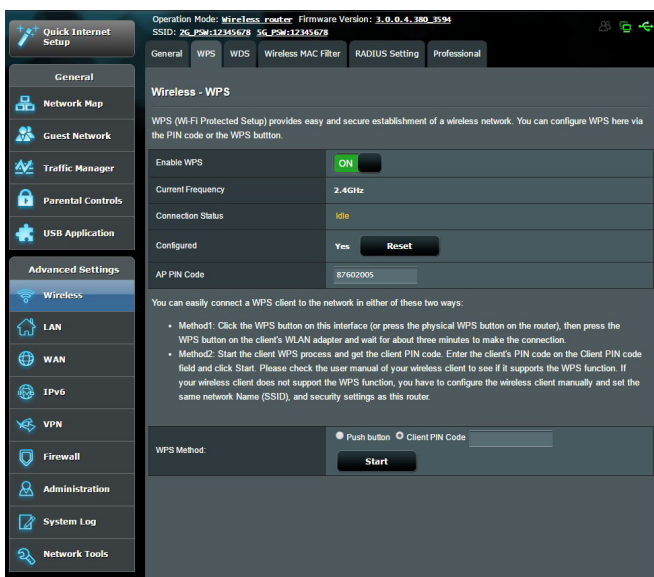 Quick Internet
Setup
Operation Mode: Wireless router Firmware Version: 3.0.0.4.380_3594
SSID: 2G_PSW:12345678 5G_PSW:12345678
General WPS WDS Wireless MAC Filter RADIUS Setting Professional
General
Network Map
Guest Network
Traffic Manager
Parental Controls
USB Application
Advanced Settings
Wireless
LAN
WAN
IPv6
VPN
Firewall
Administration
System Log
Network Tools
Wireless - WPS
WPS (Wi-Fi Protected Setup) provides easy and secure establishment of a wireless network. You can configure WPS here via
the PIN code or the WPS buttton.
Enable WPS ON
Current Frequency 2.4GHz
Connection Status Idle
Configured Yes Reset
AP PIN Code 87602005
You can easily connect a WPS client to the network in either of these two ways:
• Method1: Click the WPS button on this interface (or press the physical WPS button on the router), then press the
WPS button on the client's WLAN adapter and wait for about three minutes to make the connection.
• Method2: Start the client WPS process and get the client PIN code. Enter the client's PIN code on the Client PIN code
field and click Start. Please check the user manual of your wireless client to see if it supports the WPS function. If
your wireless client does not support the WPS function, you have to configure the wireless client manually and set the
same network Name (SSID), and security settings as this router.
WPS Method: Push button Client PIN Code
Start